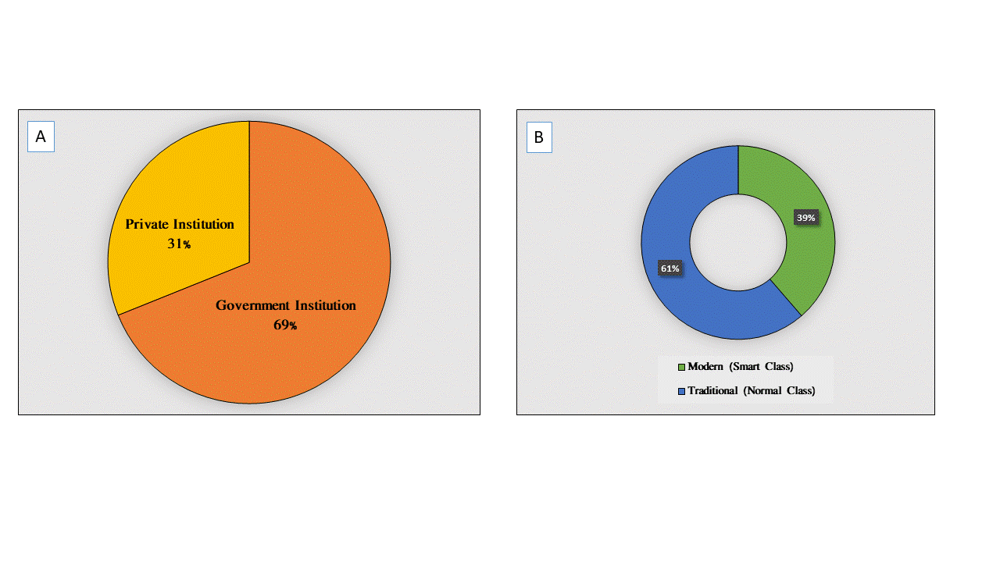 A
Private Institution
31%
Government Institution
69%
B
39%
61%
Modern (Smart Class)
Traditional (Normal Class)